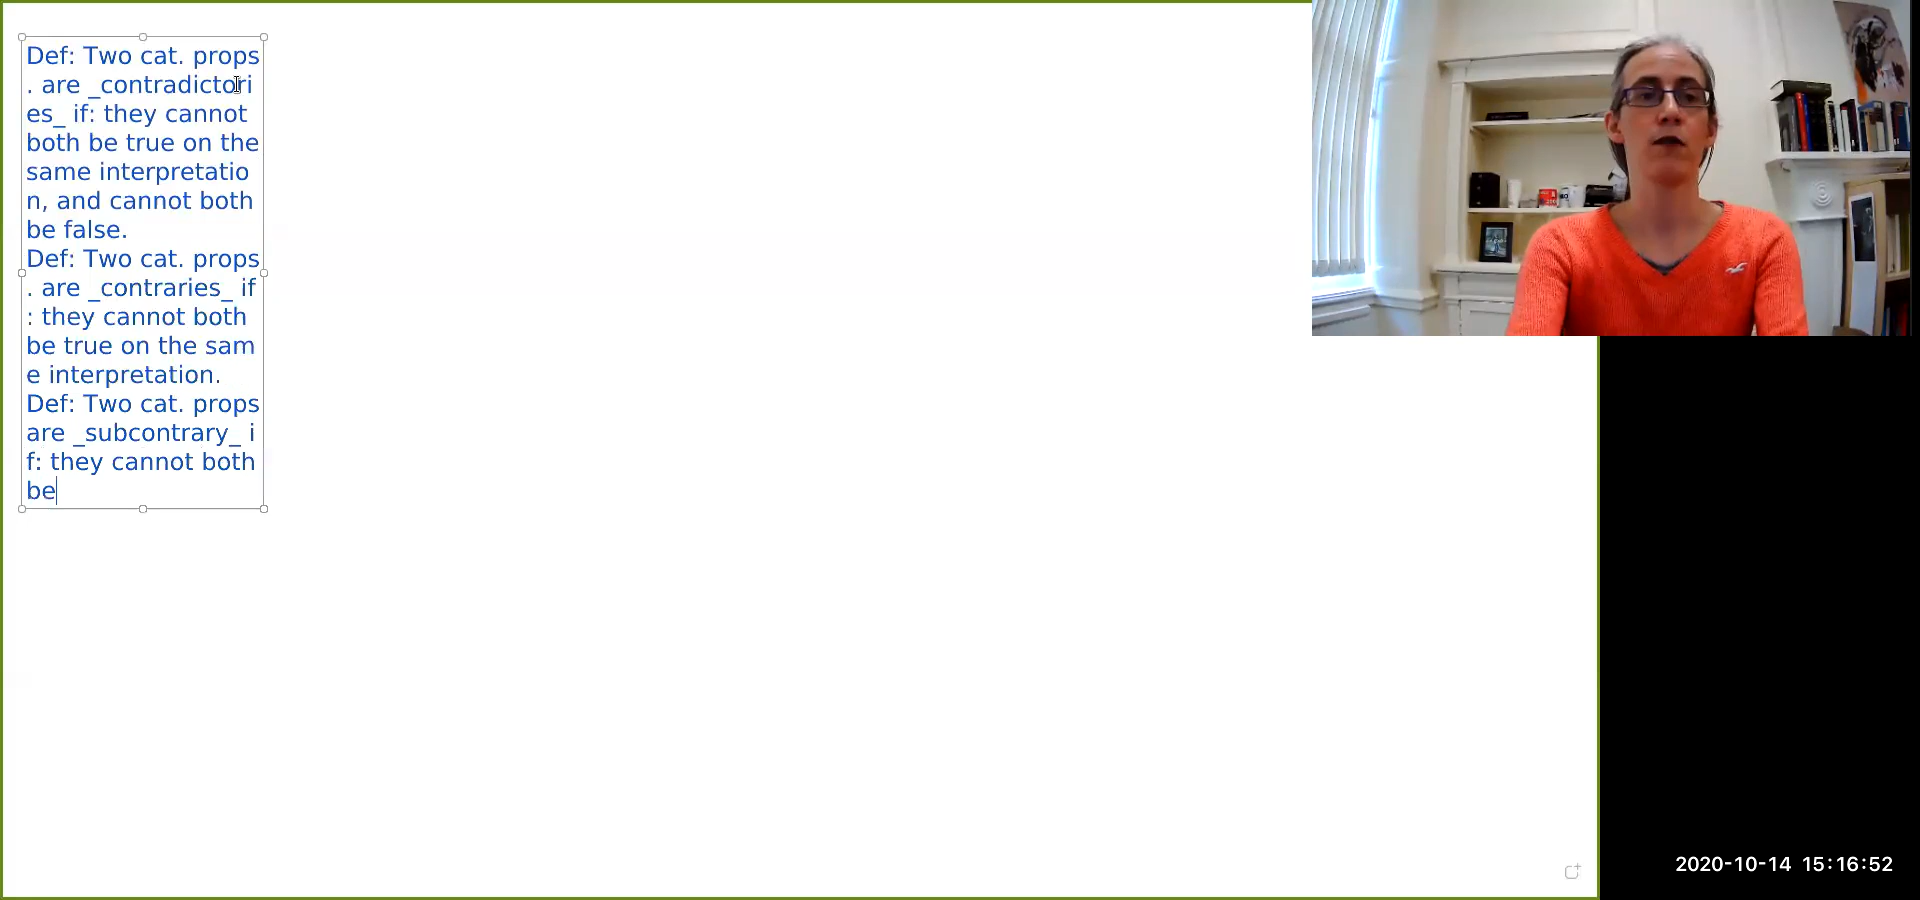 Def: Two cat. props
. are _contradictori
es_ if: they cannot
both be true on the
same interpretatio
n, and cannot both
be false.
Def: Two cat. props
. are _contraries_ if
: they cannot both
be true on the sam
e interpretation.
Def: Two cat. props
are _subcontrary_ i
f: they cannot both
be
2020-10-14 15:16:52